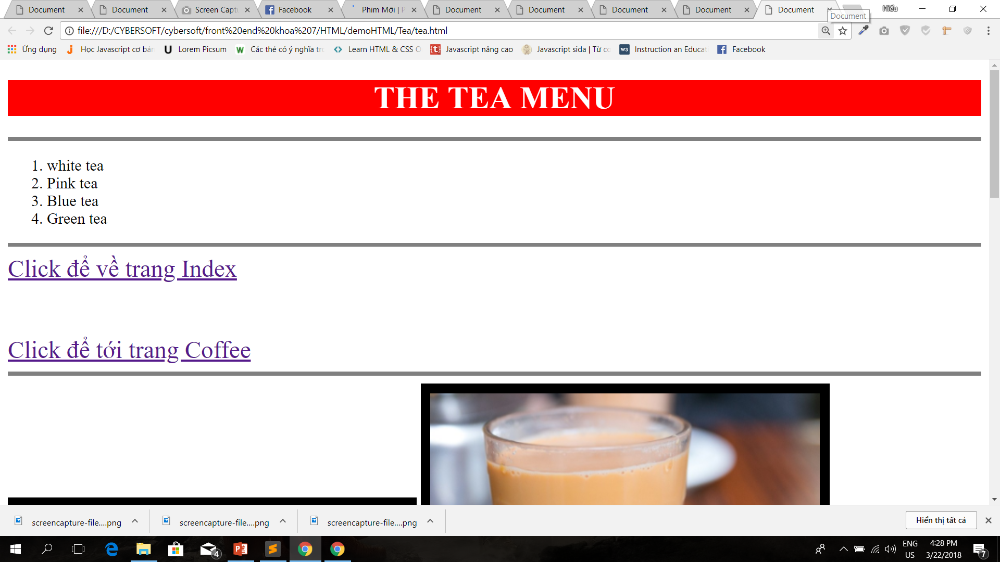 Document Document Screen Capt Facebook Phim Mới | P Document Document Document Document Document Hiếu
Document
file:///D:/CYBERSOFT/cybersoft/front%20end%20khoa%207/HTML/demoHTML/Tea/tea.html
Ứng dụng Học Javascript cơ bản Lorem Picsum Các thẻ có ý nghĩa tro Learn HTML & CSS O Javascript nâng cao Javascript sida | Từ co Instruction an Educat Facebook
THE TEA MENU
1. white tea
2. Pink tea
3. Blue tea
4. Green tea
Click để về trang Index
Click để tới trang Coffee
screencapture-file....png screencapture-file....png screencapture-file....png Hiển thị tất cả
4 ENG US 4:28 PM 3/22/2018 7